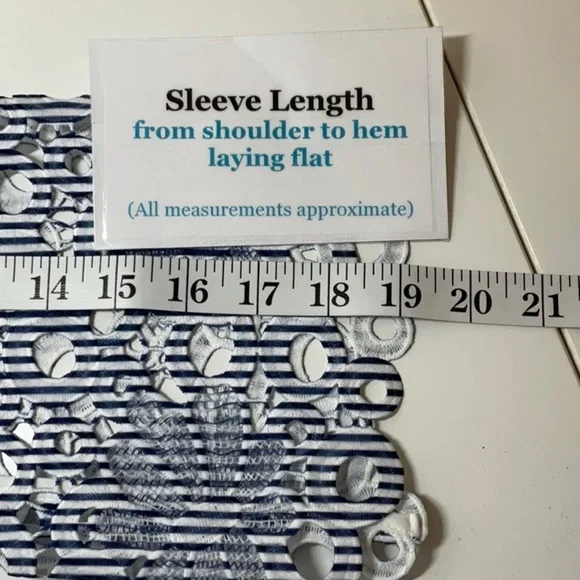 Sleeve Length
from shoulder to hem
laying flat
(All measurements approximate)
14 15 16 17 18 19 20 21